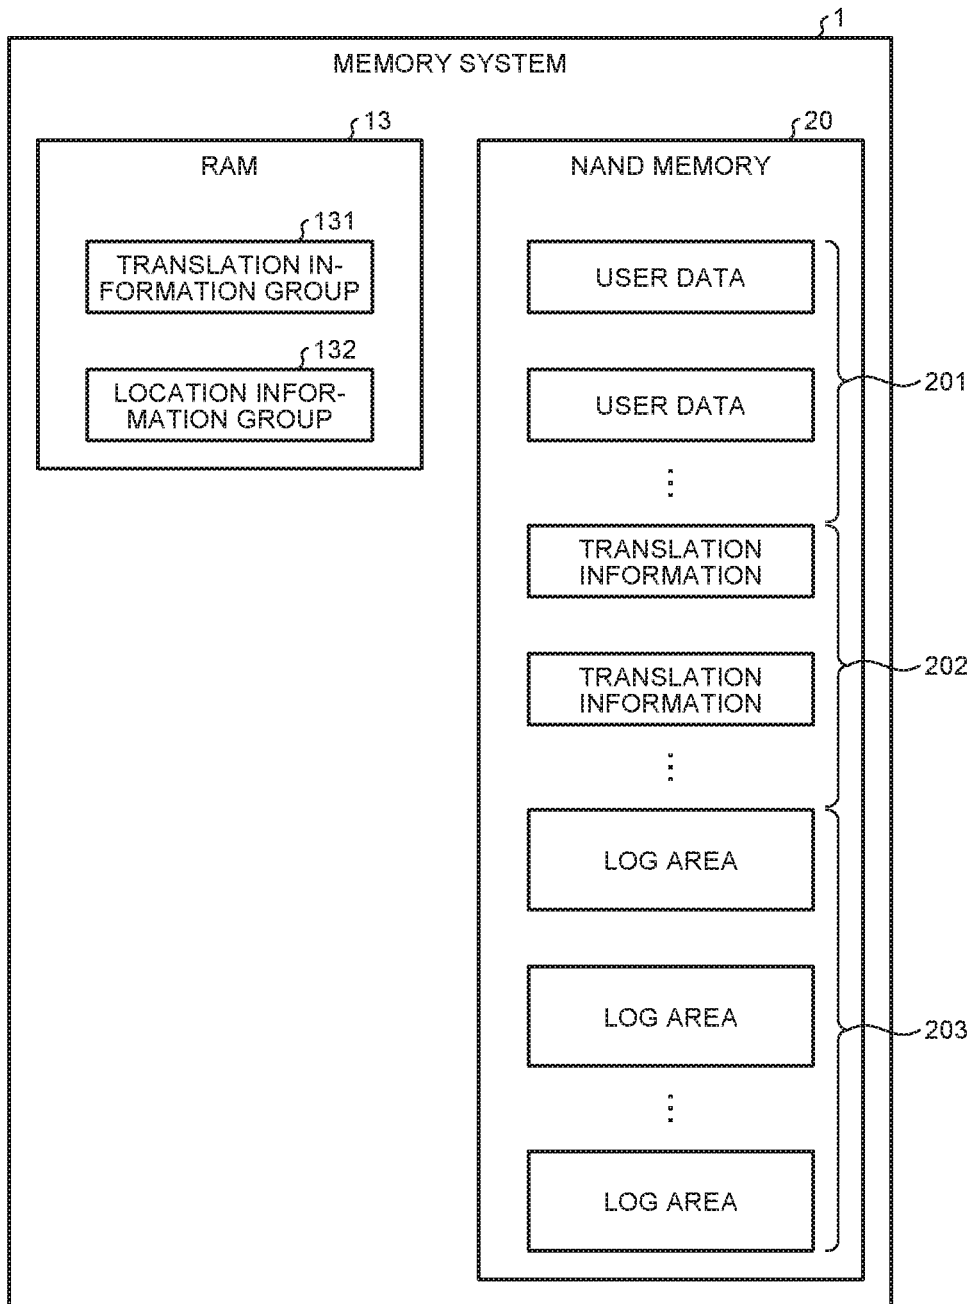 1
MEMORY SYSTEM
13
RAM
131
TRANSLATION IN-
FORMATION GROUP
132
LOCATION INFOR-
MATION GROUP
20
NAND MEMORY
USER DATA
USER DATA
201
TRANSLATION
INFORMATION
TRANSLATION
INFORMATION
202
LOG AREA
LOG AREA
203
LOG AREA